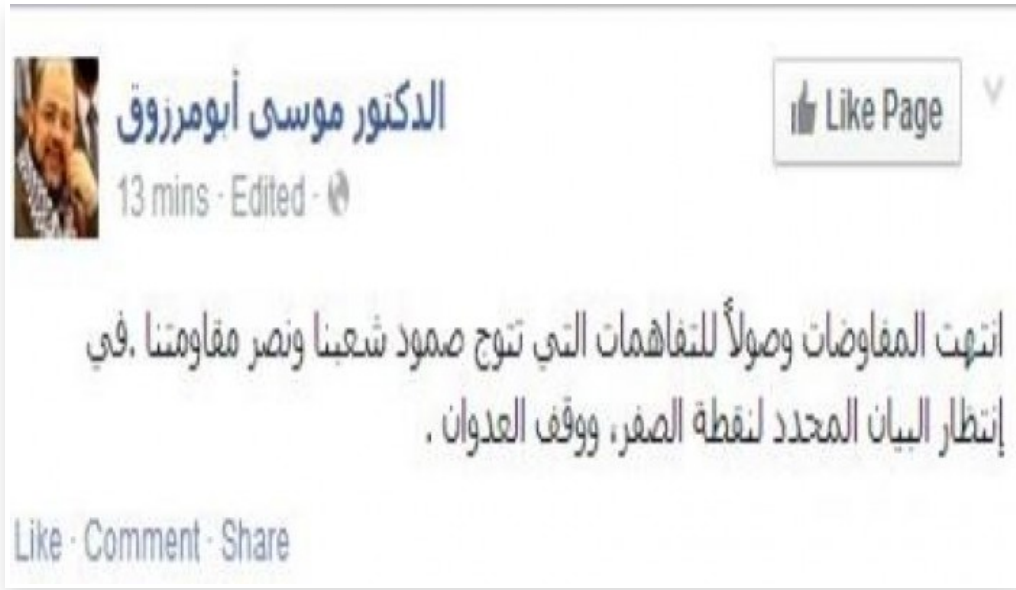 الدكتور موسى أبومرزوق
Like Page
13 mins · Edited ·
انتهت المفاوضات وصولاً للتفاهمات التي تتوج صمود شعبنا ونصر مقاومتنا .في
إنتظار البيان المحدد لنقطة الصفر، ووقف العدوان .
Like · Comment · Share